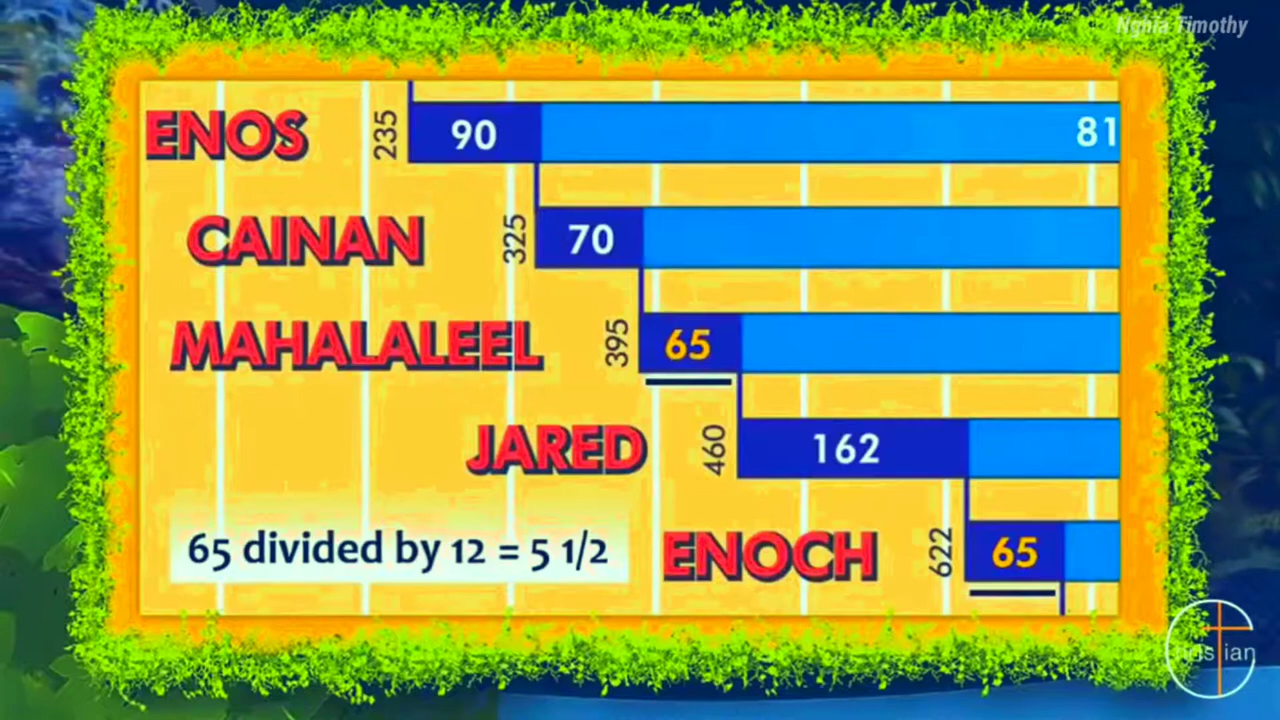 Nghĩa Timothy
ENOS 235 90 81
CAINAN 325 70
MAHALALEEL 395 65
JARED 460 162
65 divided by 12 = 5 1/2
ENOCH 622 65